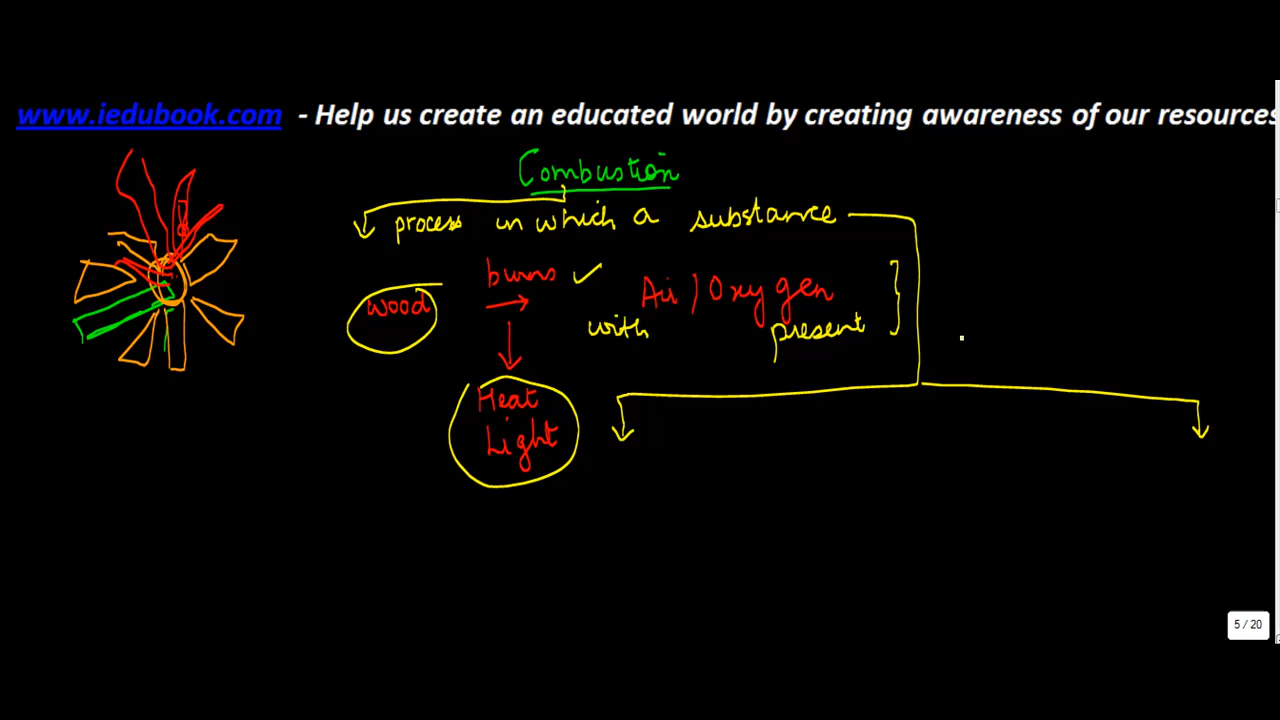 www.iedubook.com - Help us create an educated world by creating awareness of our resources
Combustion
process in which a substance
burns Air/Oxygen
wood
with present
Heat
Light
5 / 20